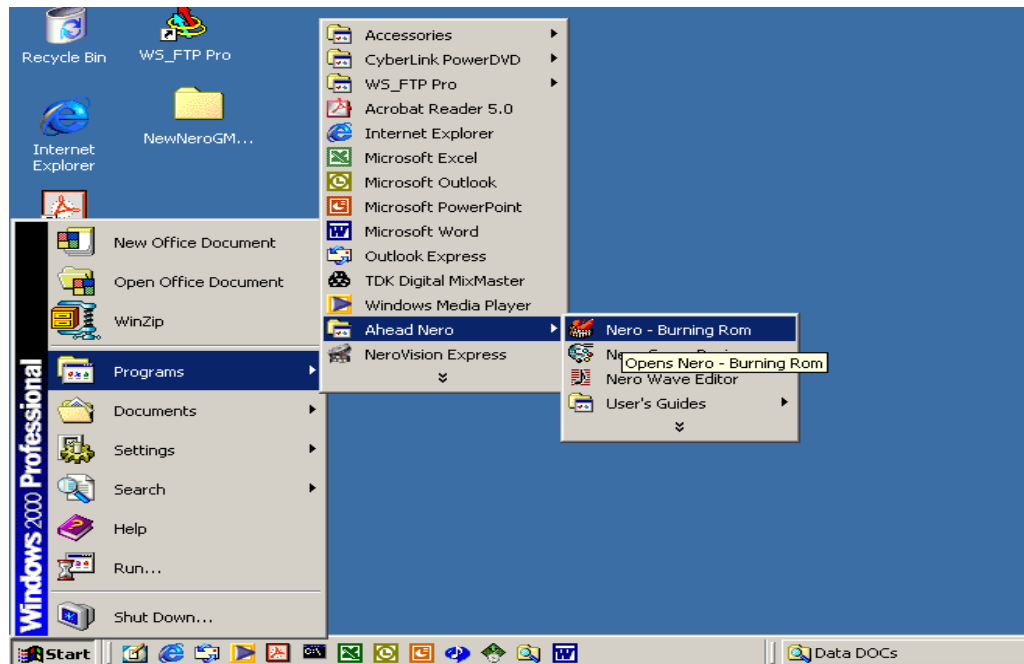 Recycle Bin
WS_FTP Pro
Internet
Explorer
NewNeroGM...
New Office Document
Open Office Document
WinZip
Programs
Documents
Settings
Search
Help
Run...
Shut Down...
Windows 2000 Professional
Accessories
CyberLink PowerDVD
WS_FTP Pro
Acrobat Reader 5.0
Internet Explorer
Microsoft Excel
Microsoft Outlook
Microsoft PowerPoint
Microsoft Word
Outlook Express
TDK Digital MixMaster
Windows Media Player
Ahead Nero
NeroVision Express
Nero - Burning Rom
Opens Nero - Burning Rom
Nero Wave Editor
User's Guides
Start
Data DOCs